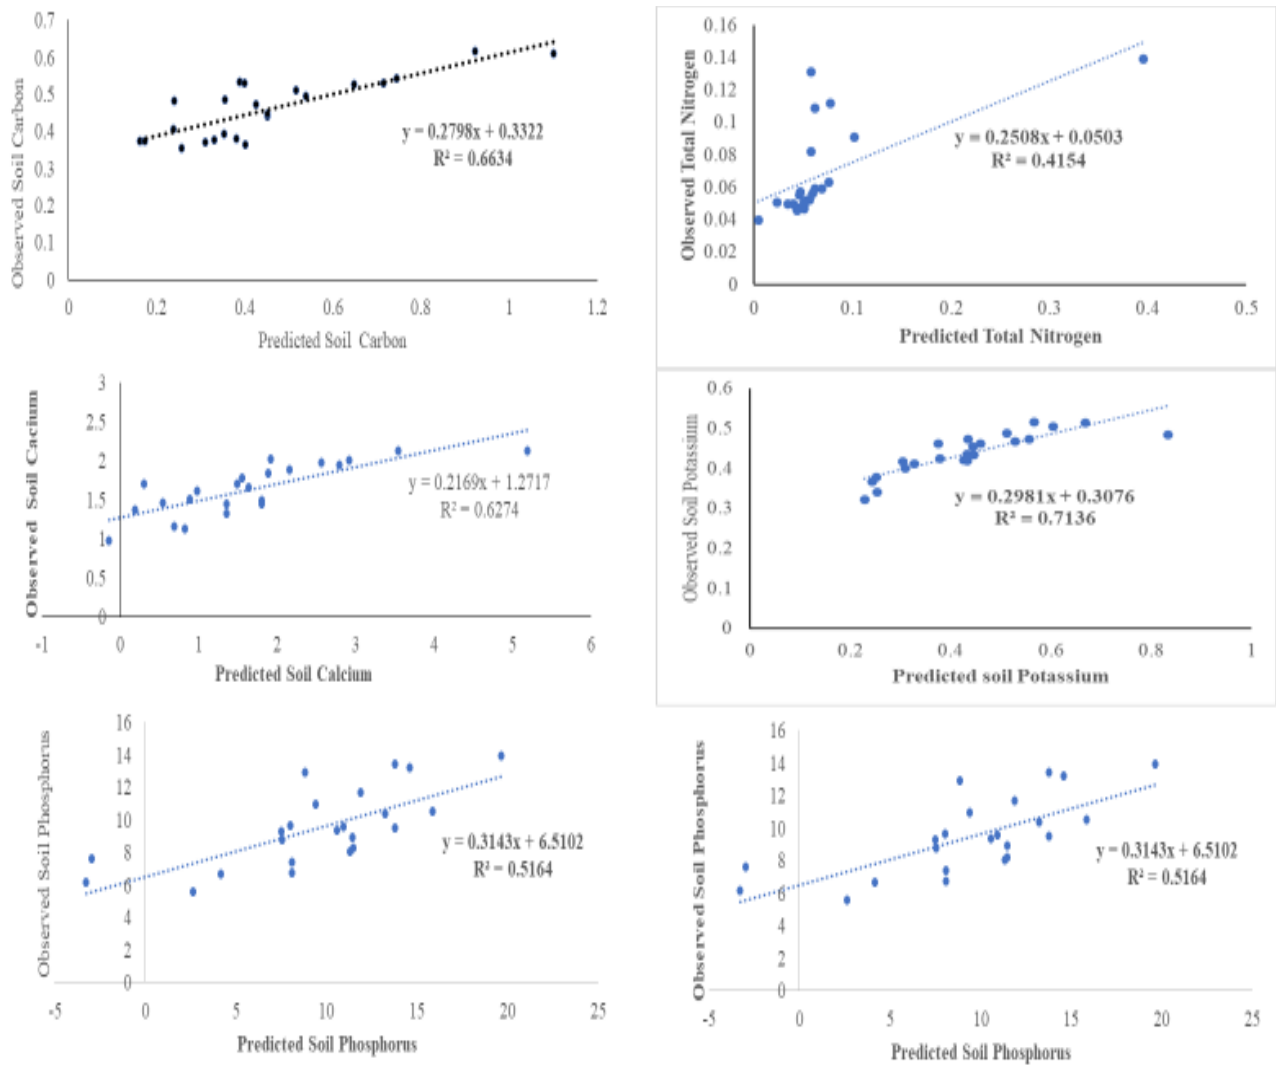 0.7
0.6
0.5
0.4
0.3
0.2
0.1
0
Observed Soil Carbon
y = 0.2798x + 0.3322
R² = 0.6634
0 0.2 0.4 0.6 0.8 1 1.2
Predicted Soil Carbon
0.16
0.14
0.12
0.1
0.08
0.06
0.04
0.02
0
Observed Total Nitrogen
y = 0.2508x + 0.0503
R² = 0.4154
0 0.1 0.2 0.3 0.4 0.5
Predicted Total Nitrogen
3
2.5
2
1.5
1
0.5
0
Observed Soil Cacium
y = 0.2169x + 1.2717
R² = 0.6274
-1 0 1 2 3 4 5 6
Predicted Soil Calcium
0.6
0.5
0.4
0.3
0.2
0.1
0
Observed Soil Potassium
y = 0.2981x + 0.3076
R² = 0.7136
0 0.2 0.4 0.6 0.8 1
Predicted soil Potassium
16
14
12
10
8
6
4
2
0
Observed Soil Phosphorus
y = 0.3143x + 6.5102
R² = 0.5164
-5 0 5 10 15 20 25
Predicted Soil Phosphorus
16
14
12
10
8
6
4
2
0
Observed Soil Phosphorus
y = 0.3143x + 6.5102
R² = 0.5164
-5 0 5 10 15 20 25
Predicted Soil Phosphorus